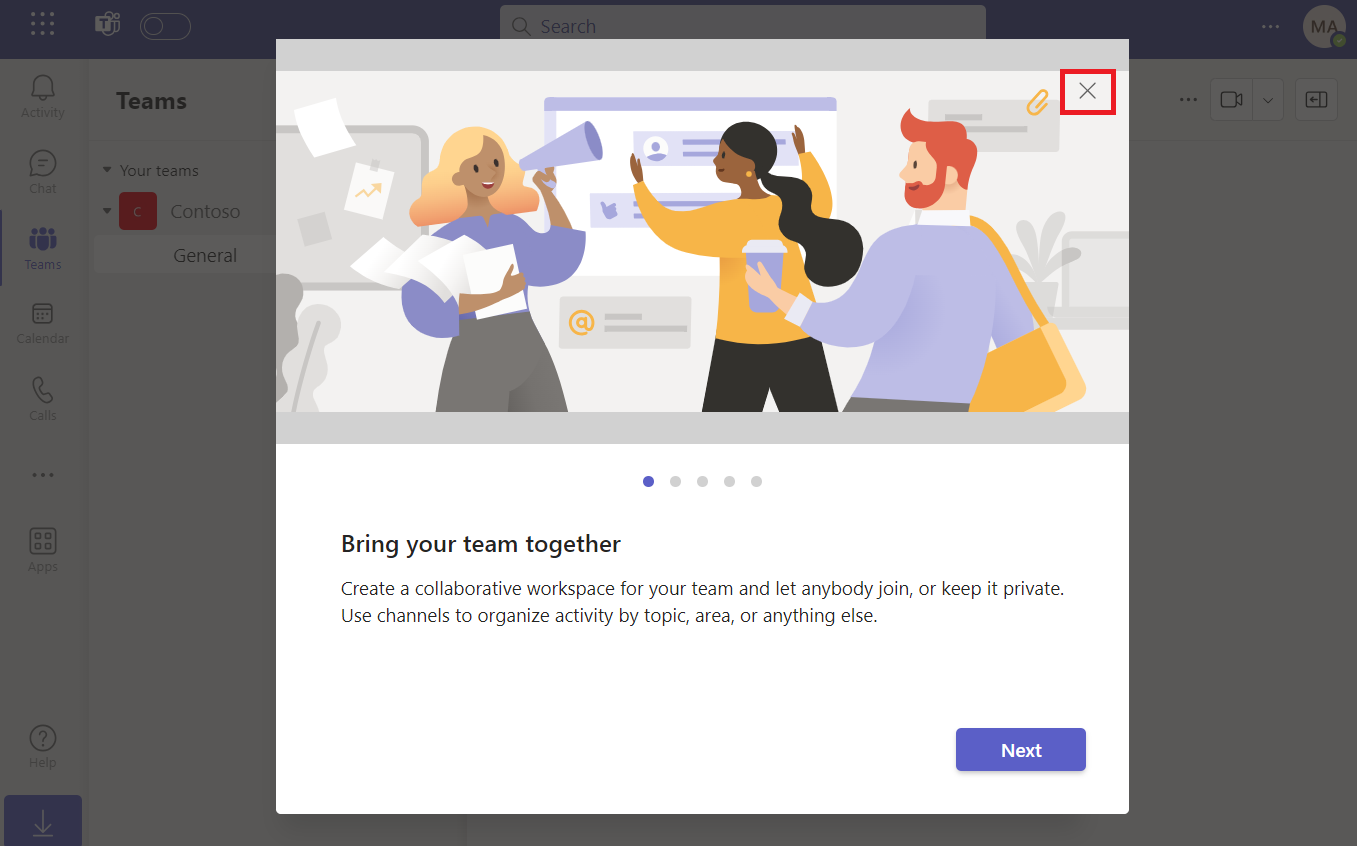 Search
MA
Teams
Activity
Your teams
Chat
C Contoso
@
General
Teams
Calendar
Calls
Bring your team together
Apps
Create a collaborative workspace for your team and let anybody join, or keep it private.
Use channels to organize activity by topic, area, or anything else.
Next
Help